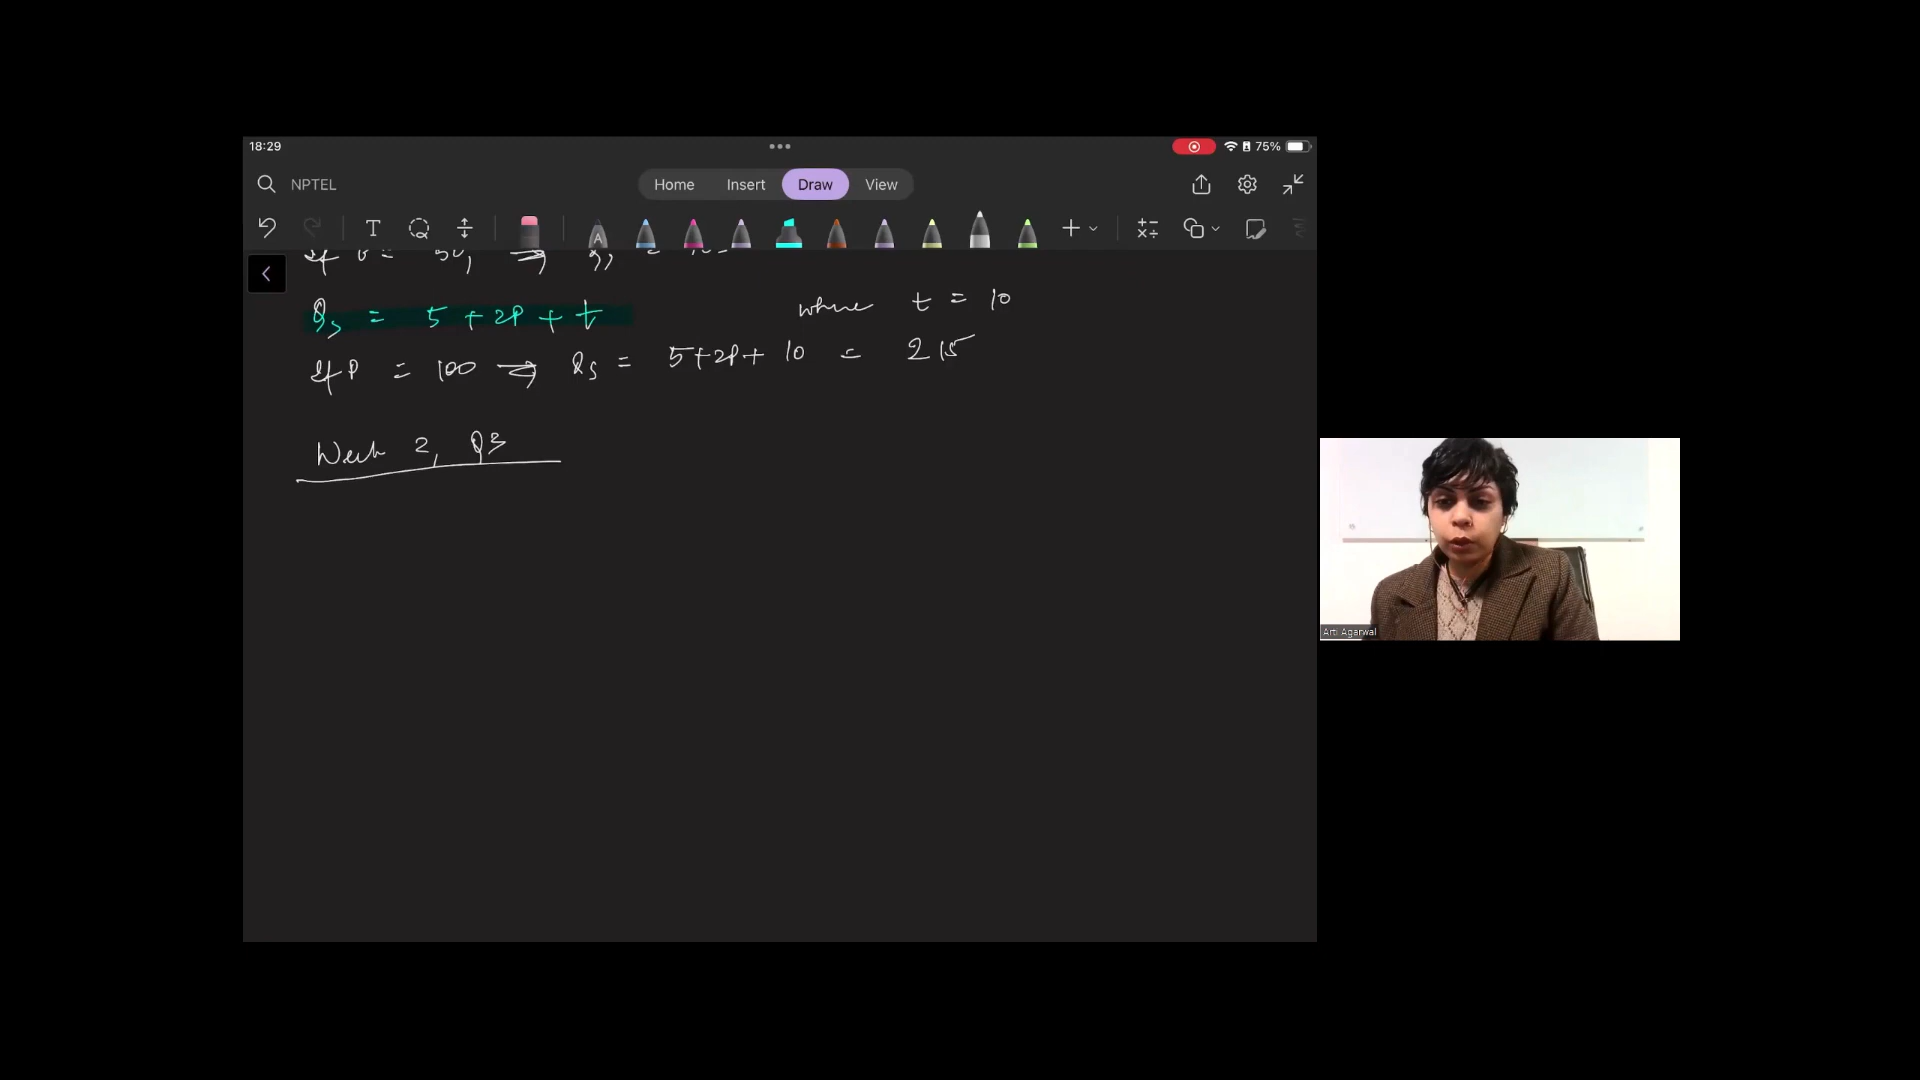 18:29
75%
NPTEL
Home Insert Draw View
T
A
If
Qs = 5 + 2P + t where t = 10
If P = 100 ⇒ Qs = 5+2P+ 10 = 215
Week 2, Q3
Arti Agarwal